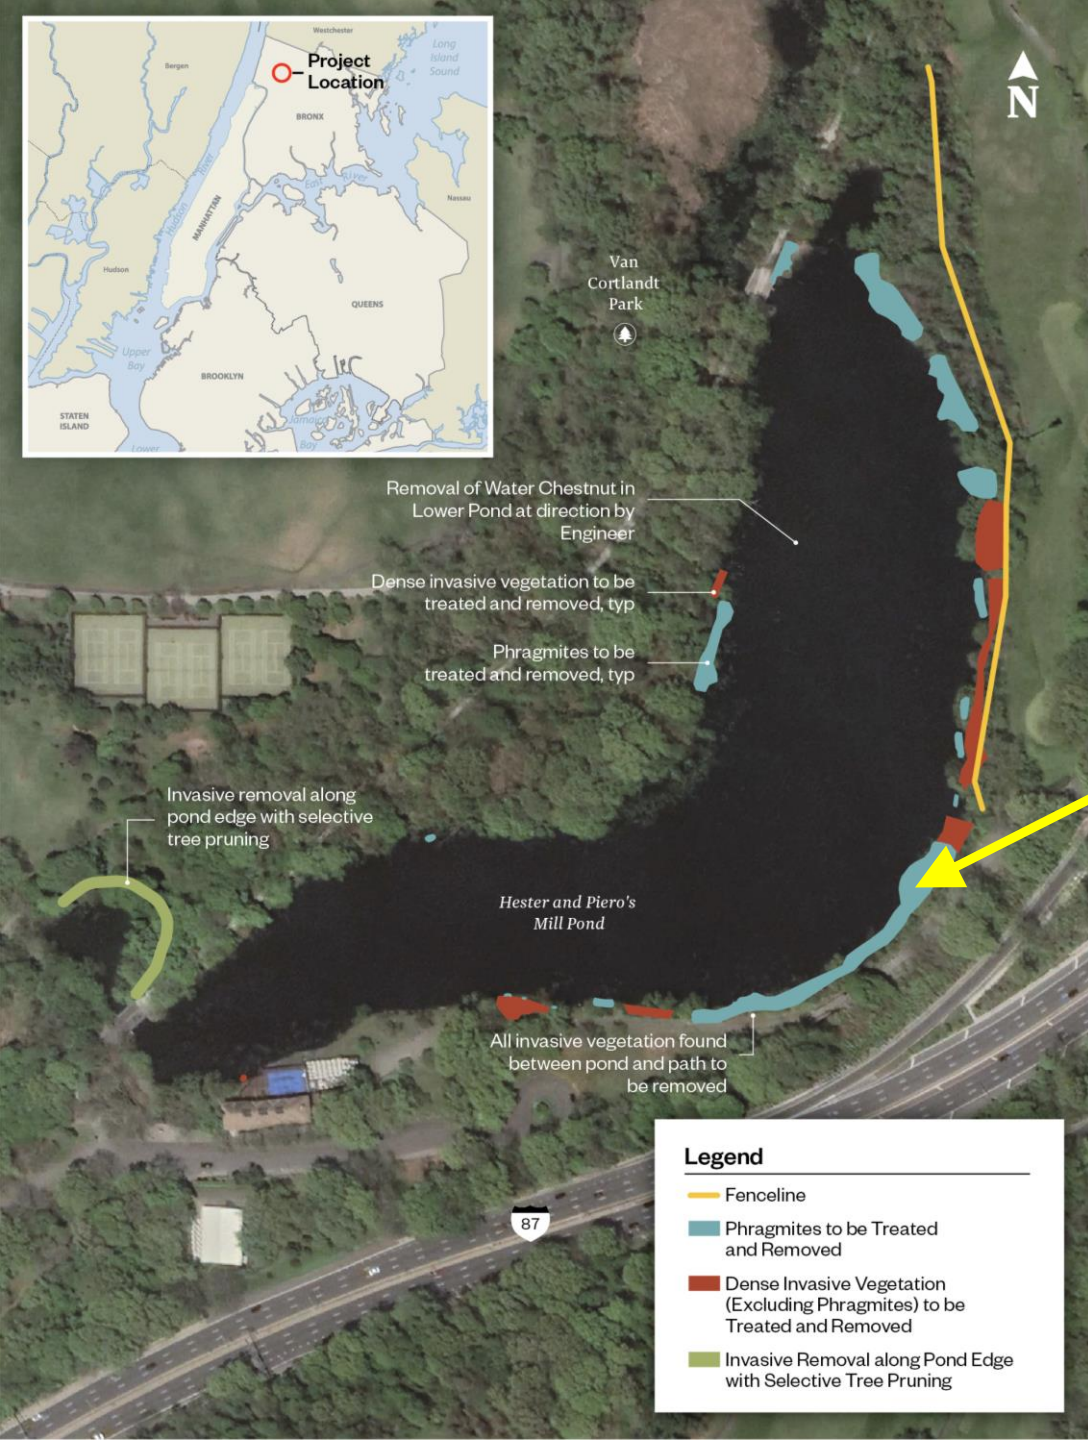 Westchester
Long
Island
Sound
Bergen
Project
Location
BRONX
Hudson River
East River
MANHATTAN
Nassau
Hudson
QUEENS
Upper
Bay
BROOKLYN
STATEN
ISLAND
Jamaica
Bay
Lower
N
Van
Cortlandt
Park
Removal of Water Chestnut in
Lower Pond at direction by
Engineer
Dense invasive vegetation to be
treated and removed, typ
Phragmites to be
treated and removed, typ
Invasive removal along
pond edge with selective
tree pruning
Hester and Piero's
Mill Pond
All invasive vegetation found
between pond and path to
be removed
87
Legend
Fenceline
Phragmites to be Treated
and Removed
Dense Invasive Vegetation
(Excluding Phragmites) to be
Treated and Removed
Invasive Removal along Pond Edge
with Selective Tree Pruning